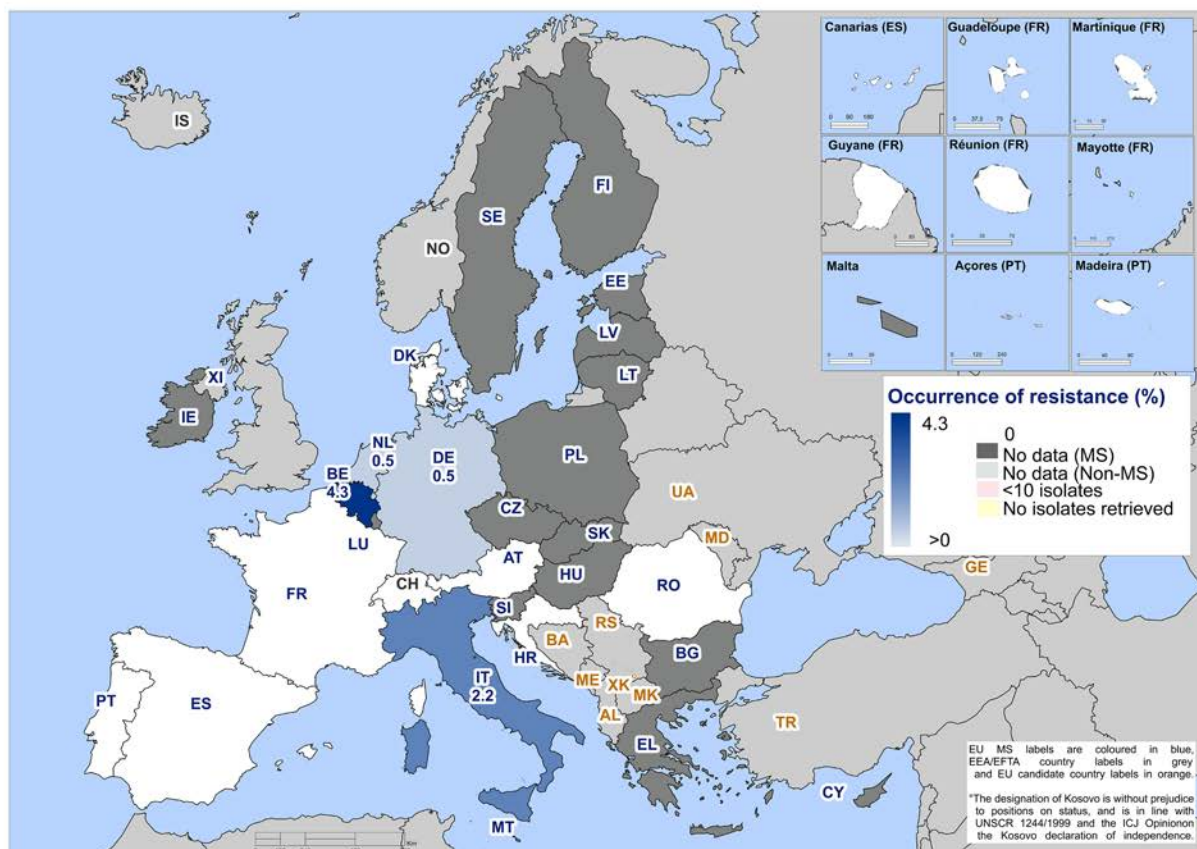 Canarias (ES)
Guadeloupe (FR)
Martinique (FR)
Guyane (FR)
Réunion (FR)
Mayotte (FR)
Malta
Açores (PT)
Madeira (PT)
IS
FI
SE
NO
EE
LV
DK
LT
XI
IE
NL
0.5
DE
0.5
BE
4.3
PL
UA
CZ
LU
SK
MD
AT
HU
CH
FR
RO
GE
SI
RS
BA
HR
BG
IT
2.2
ME
XK
MK
PT
ES
AL
TR
EL
CY
MT
Occurrence of resistance (%)
4.3
>0
0
No data (MS)
No data (Non-MS)
<10 isolates
No isolates retrieved
EU MS labels are coloured in blue,
EEA/EFTA country labels in grey
and EU candidate country labels in orange.
*The designation of Kosovo is without prejudice
to positions on status, and is in line with
UNSCR 1244/1999 and the ICJ Opinionon
the Kosovo declaration of independence.